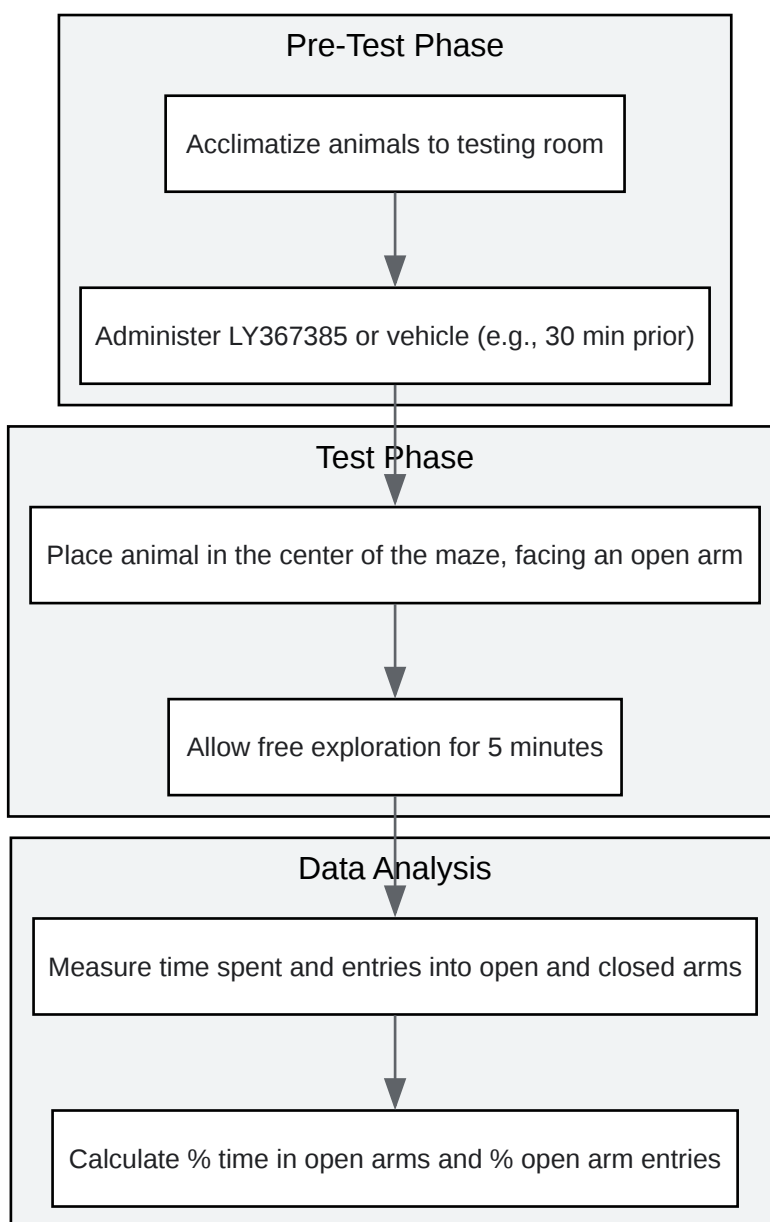 Pre-Test Phase
Acclimatize animals to testing room
Administer LY367385 or vehicle (e.g., 30 min prior)
Test Phase
Place animal in the center of the maze, facing an open arm
Allow free exploration for 5 minutes
Data Analysis
Measure time spent and entries into open and closed arms
Calculate % time in open arms and % open arm entries